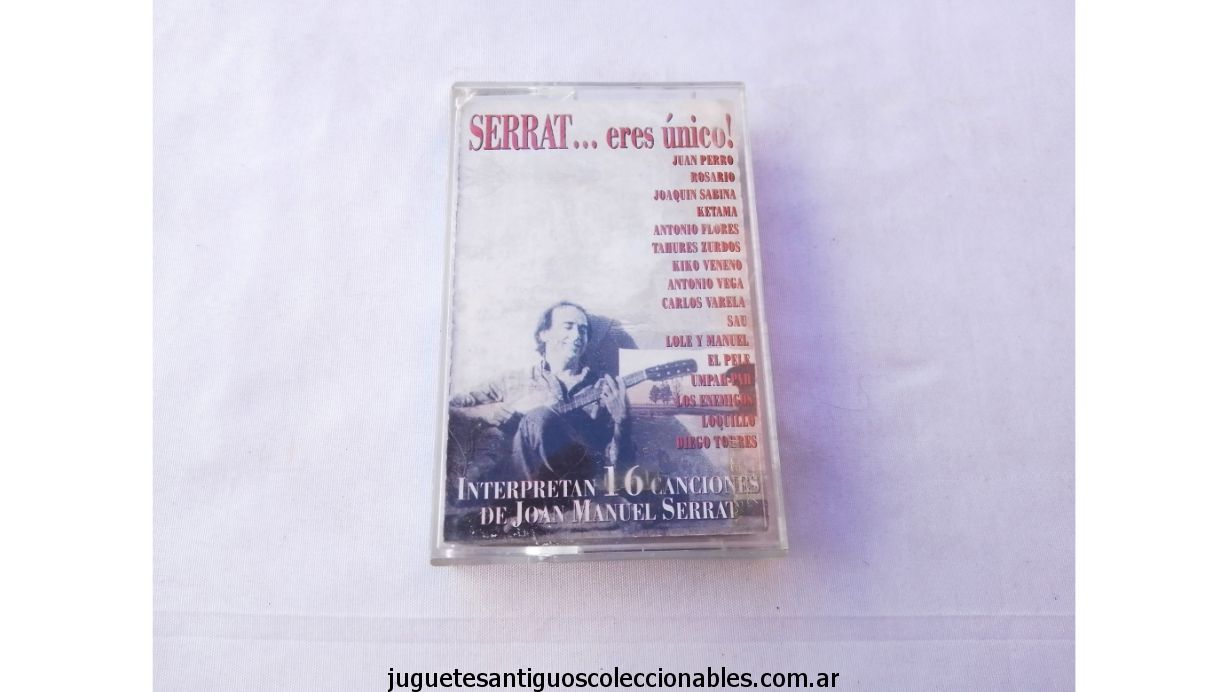 SERRAT... eres único!
JUAN PERRO
ROSARIO
JOAQUIN SABINA
KETAMA
ANTONIO FLORES
TAHURES ZURDOS
KIKO VENENO
ANTONIO VEGA
CARLOS VARELA
SAU
LOLE Y MANUEL
EL PELE
UMPAH-PAH
LOS ENEMIGOS
LOQUILLO
DIEGO TORRES
INTERPRETAN 16 CANCIONES
DE JOAN MANUEL SERRAT
juguetesantiguoscoleccionables.com.ar